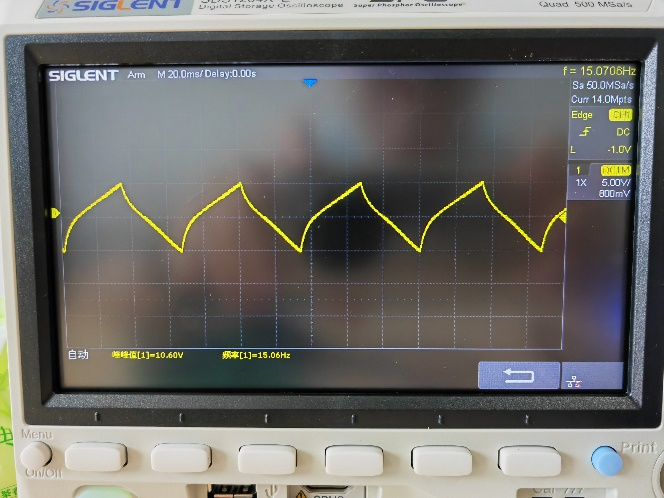 SIGLENT
Digital Storage Oscilloscope
Super Phosphor Oscilloscope
Quad 500 MSa/s
SIGLENT Arm M 20.0ms/ Delay:0.00s
f = 15.0706Hz
Sa 50.0MSa/s
Curr 14.0Mpts
Edge CH1
DC
L -1.0V
1 DC1M
1X 5.00V/
800mV
自动 峰峰值[1]=10.60V 频率[1]=15.06Hz
Menu
On/Off
Print
Cal